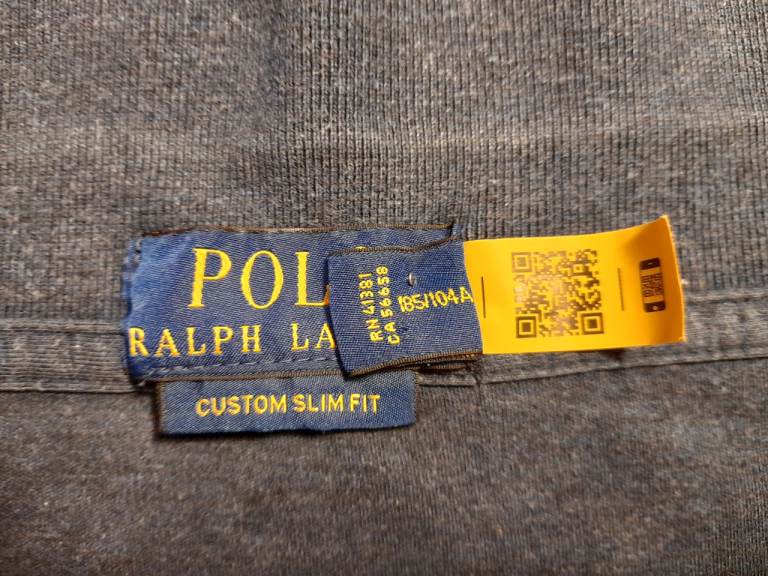 POL
RALPH LA
CUSTOM SLIM FIT
RN 41381
CA 56658
185/104A